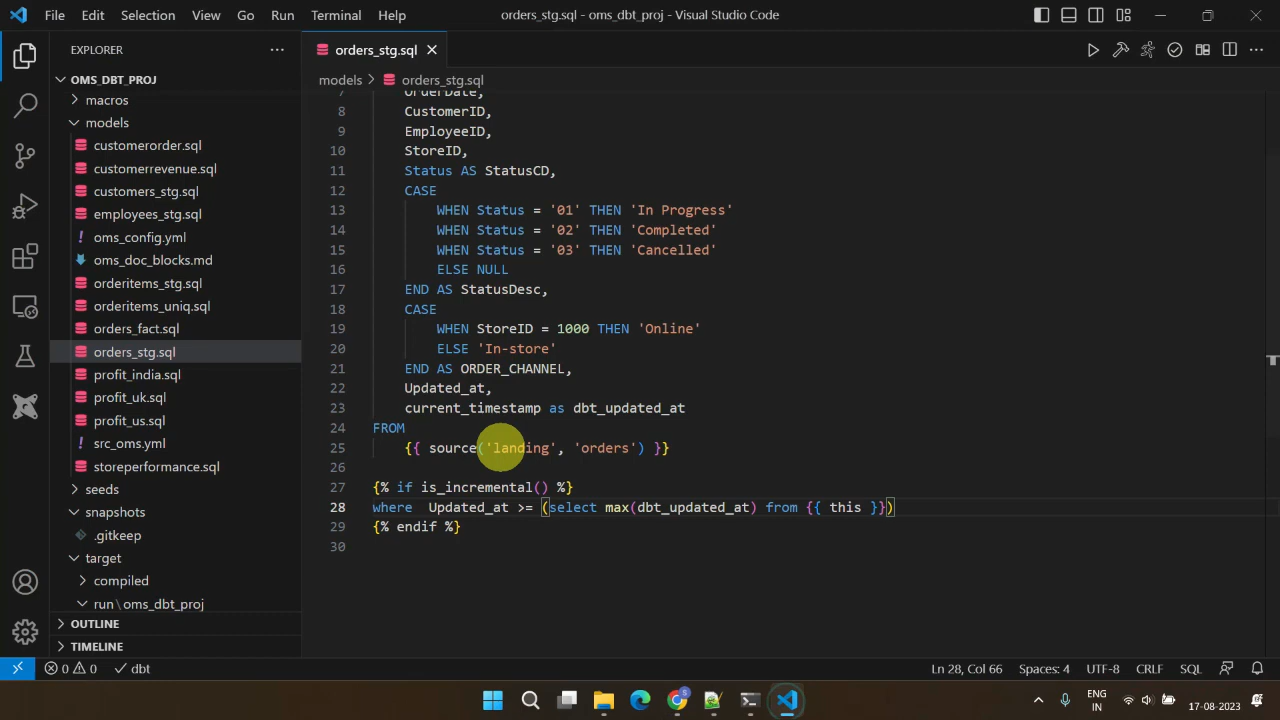 File Edit Selection View Go Run Terminal Help
orders_stg.sql - oms_dbt_proj - Visual Studio Code
EXPLORER
OMS_DBT_PROJ
macros
models
customerorder.sql
customerrevenue.sql
customers_stg.sql
employees_stg.sql
! oms_config.yml
oms_doc_blocks.md
orderitems_stg.sql
orderitems_uniq.sql
orders_fact.sql
orders_stg.sql
profit_india.sql
profit_uk.sql
profit_us.sql
! src_oms.yml
storeperformance.sql
seeds
snapshots
.gitkeep
target
compiled
run\oms_dbt_proj
OUTLINE
TIMELINE
orders_stg.sql
models > orders_stg.sql
7 OrderDate,
8 CustomerID,
9 EmployeeID,
10 StoreID,
11 Status AS StatusCD,
12 CASE
13 WHEN Status = '01' THEN 'In Progress'
14 WHEN Status = '02' THEN 'Completed'
15 WHEN Status = '03' THEN 'Cancelled'
16 ELSE NULL
17 END AS StatusDesc,
18 CASE
19 WHEN StoreID = 1000 THEN 'Online'
20 ELSE 'In-store'
21 END AS ORDER_CHANNEL,
22 Updated_at,
23 current_timestamp as dbt_updated_at
24 FROM
25 {{ source('landing', 'orders') }}
26
27 {% if is_incremental() %}
28 where Updated_at >= (select max(dbt_updated_at) from {{ this }})
29 {% endif %}
30
0 0 dbt
Ln 28, Col 66 Spaces: 4 UTF-8 CRLF SQL
S
ENG
IN
17-08-2023